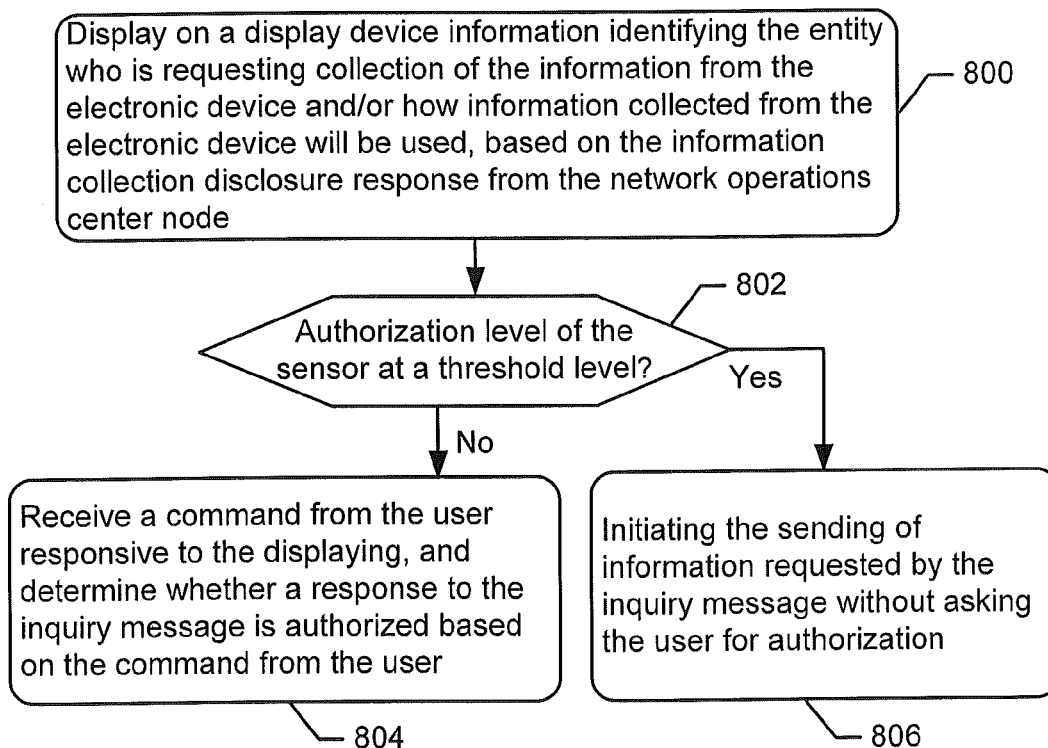 Display on a display device information identifying the entity
who is requesting collection of the information from the
electronic device and/or how information collected from the
electronic device will be used, based on the information
collection disclosure response from the network operations
center node
800
802
Authorization level of the
sensor at a threshold level?
Yes
No
Receive a command from the user
responsive to the displaying, and
determine whether a response to the
inquiry message is authorized based
on the command from the user
804
Initiating the sending of
information requested by the
inquiry message without asking
the user for authorization
806